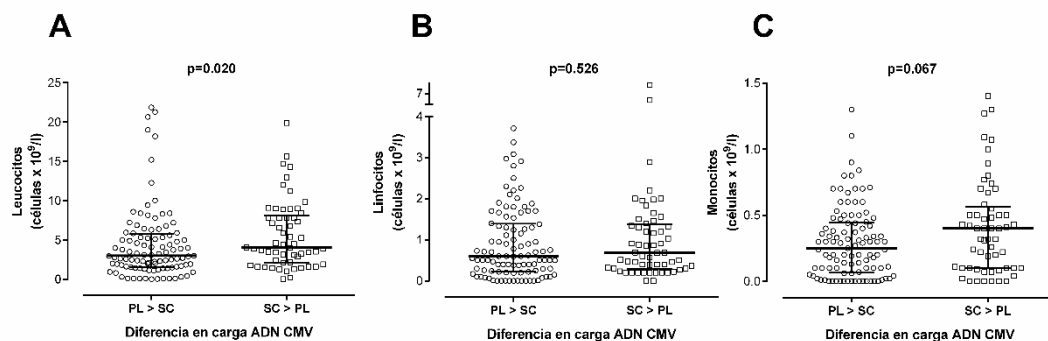 A
p=0.020
Leucocitos
(células x 10⁹/l)
25
20
15
10
5
0
PL > SC
SC > PL
Diferencia en carga ADN CMV
B
p=0.526
Linfocitos
(células x 10⁹/l)
7
4
3
2
1
0
PL > SC
SC > PL
Diferencia en carga ADN CMV
C
p=0.067
Monocitos
(células x 10⁹/l)
1.5
1.0
0.5
0.0
PL > SC
SC > PL
Diferencia en carga ADN CMV